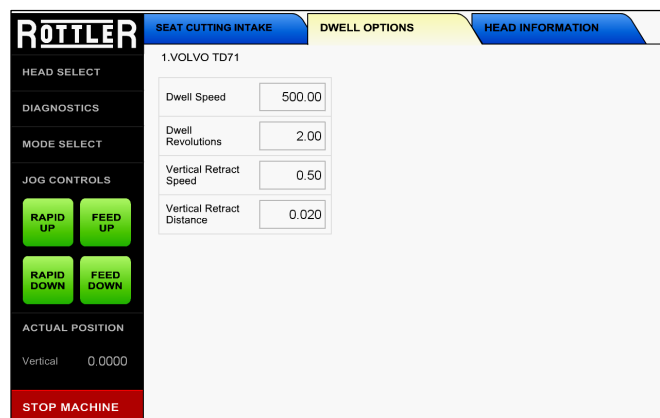 ROTTLER
SEAT CUTTING INTAKE
DWELL OPTIONS
HEAD INFORMATION
1.VOLVO TD71
HEAD SELECT
DIAGNOSTICS
MODE SELECT
JOG CONTROLS
RAPID
UP
FEED
UP
RAPID
DOWN
FEED
DOWN
ACTUAL POSITION
Vertical 0.0000
STOP MACHINE
Dwell Speed 500.00
Dwell
Revolutions 2.00
Vertical Retract
Speed 0.50
Vertical Retract
Distance 0.020